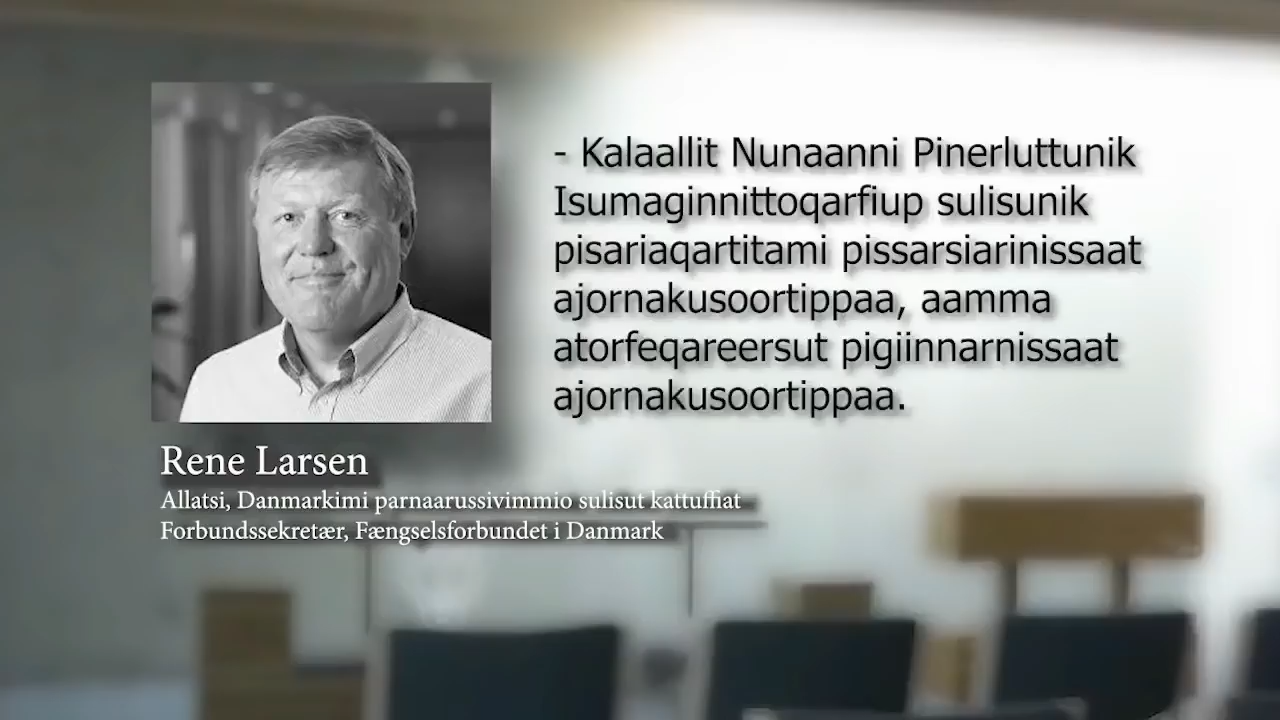 - Kalaallit Nunaanni Pinerluttunik
Isumaginnittoqarfiup sulisunik
pisariaqartitami pissarsiarinissaat
ajornakusoortippaa, aamma
atorfeqareersut pigiinnarnissaat
ajornakusoortippaa.
Rene Larsen
Allatsi, Danmarkimi parnaarussivimmio sulisut kattuffiat
Forbundssekretær, Fængselsforbundet i Danmark